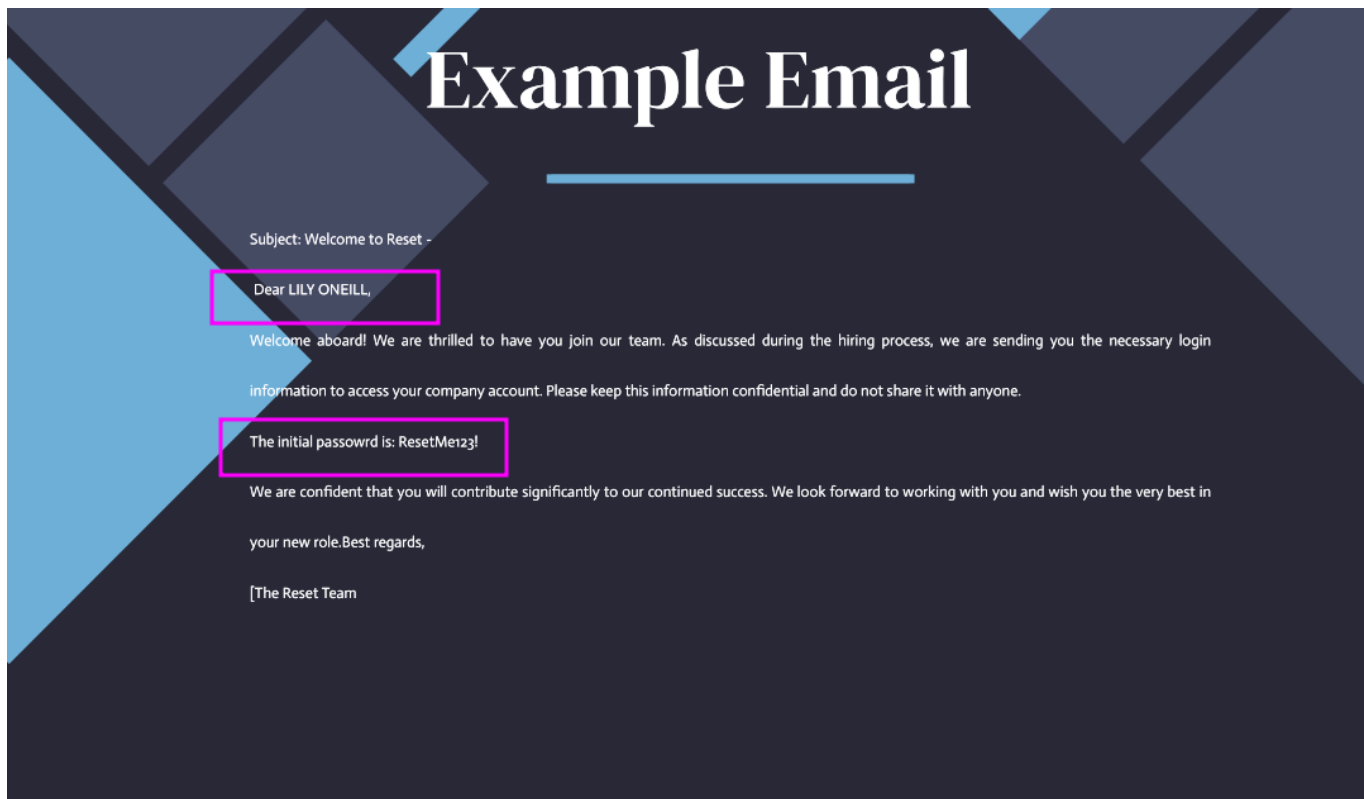 Example Email
Subject: Welcome to Reset -
Dear LILY ONEILL,
Welcome aboard! We are thrilled to have you join our team. As discussed during the hiring process, we are sending you the necessary login
information to access your company account. Please keep this information confidential and do not share it with anyone.
The initial passowrd is: ResetMe123!
We are confident that you will contribute significantly to our continued success. We look forward to working with you and wish you the very best in
your new role.Best regards,
[The Reset Team